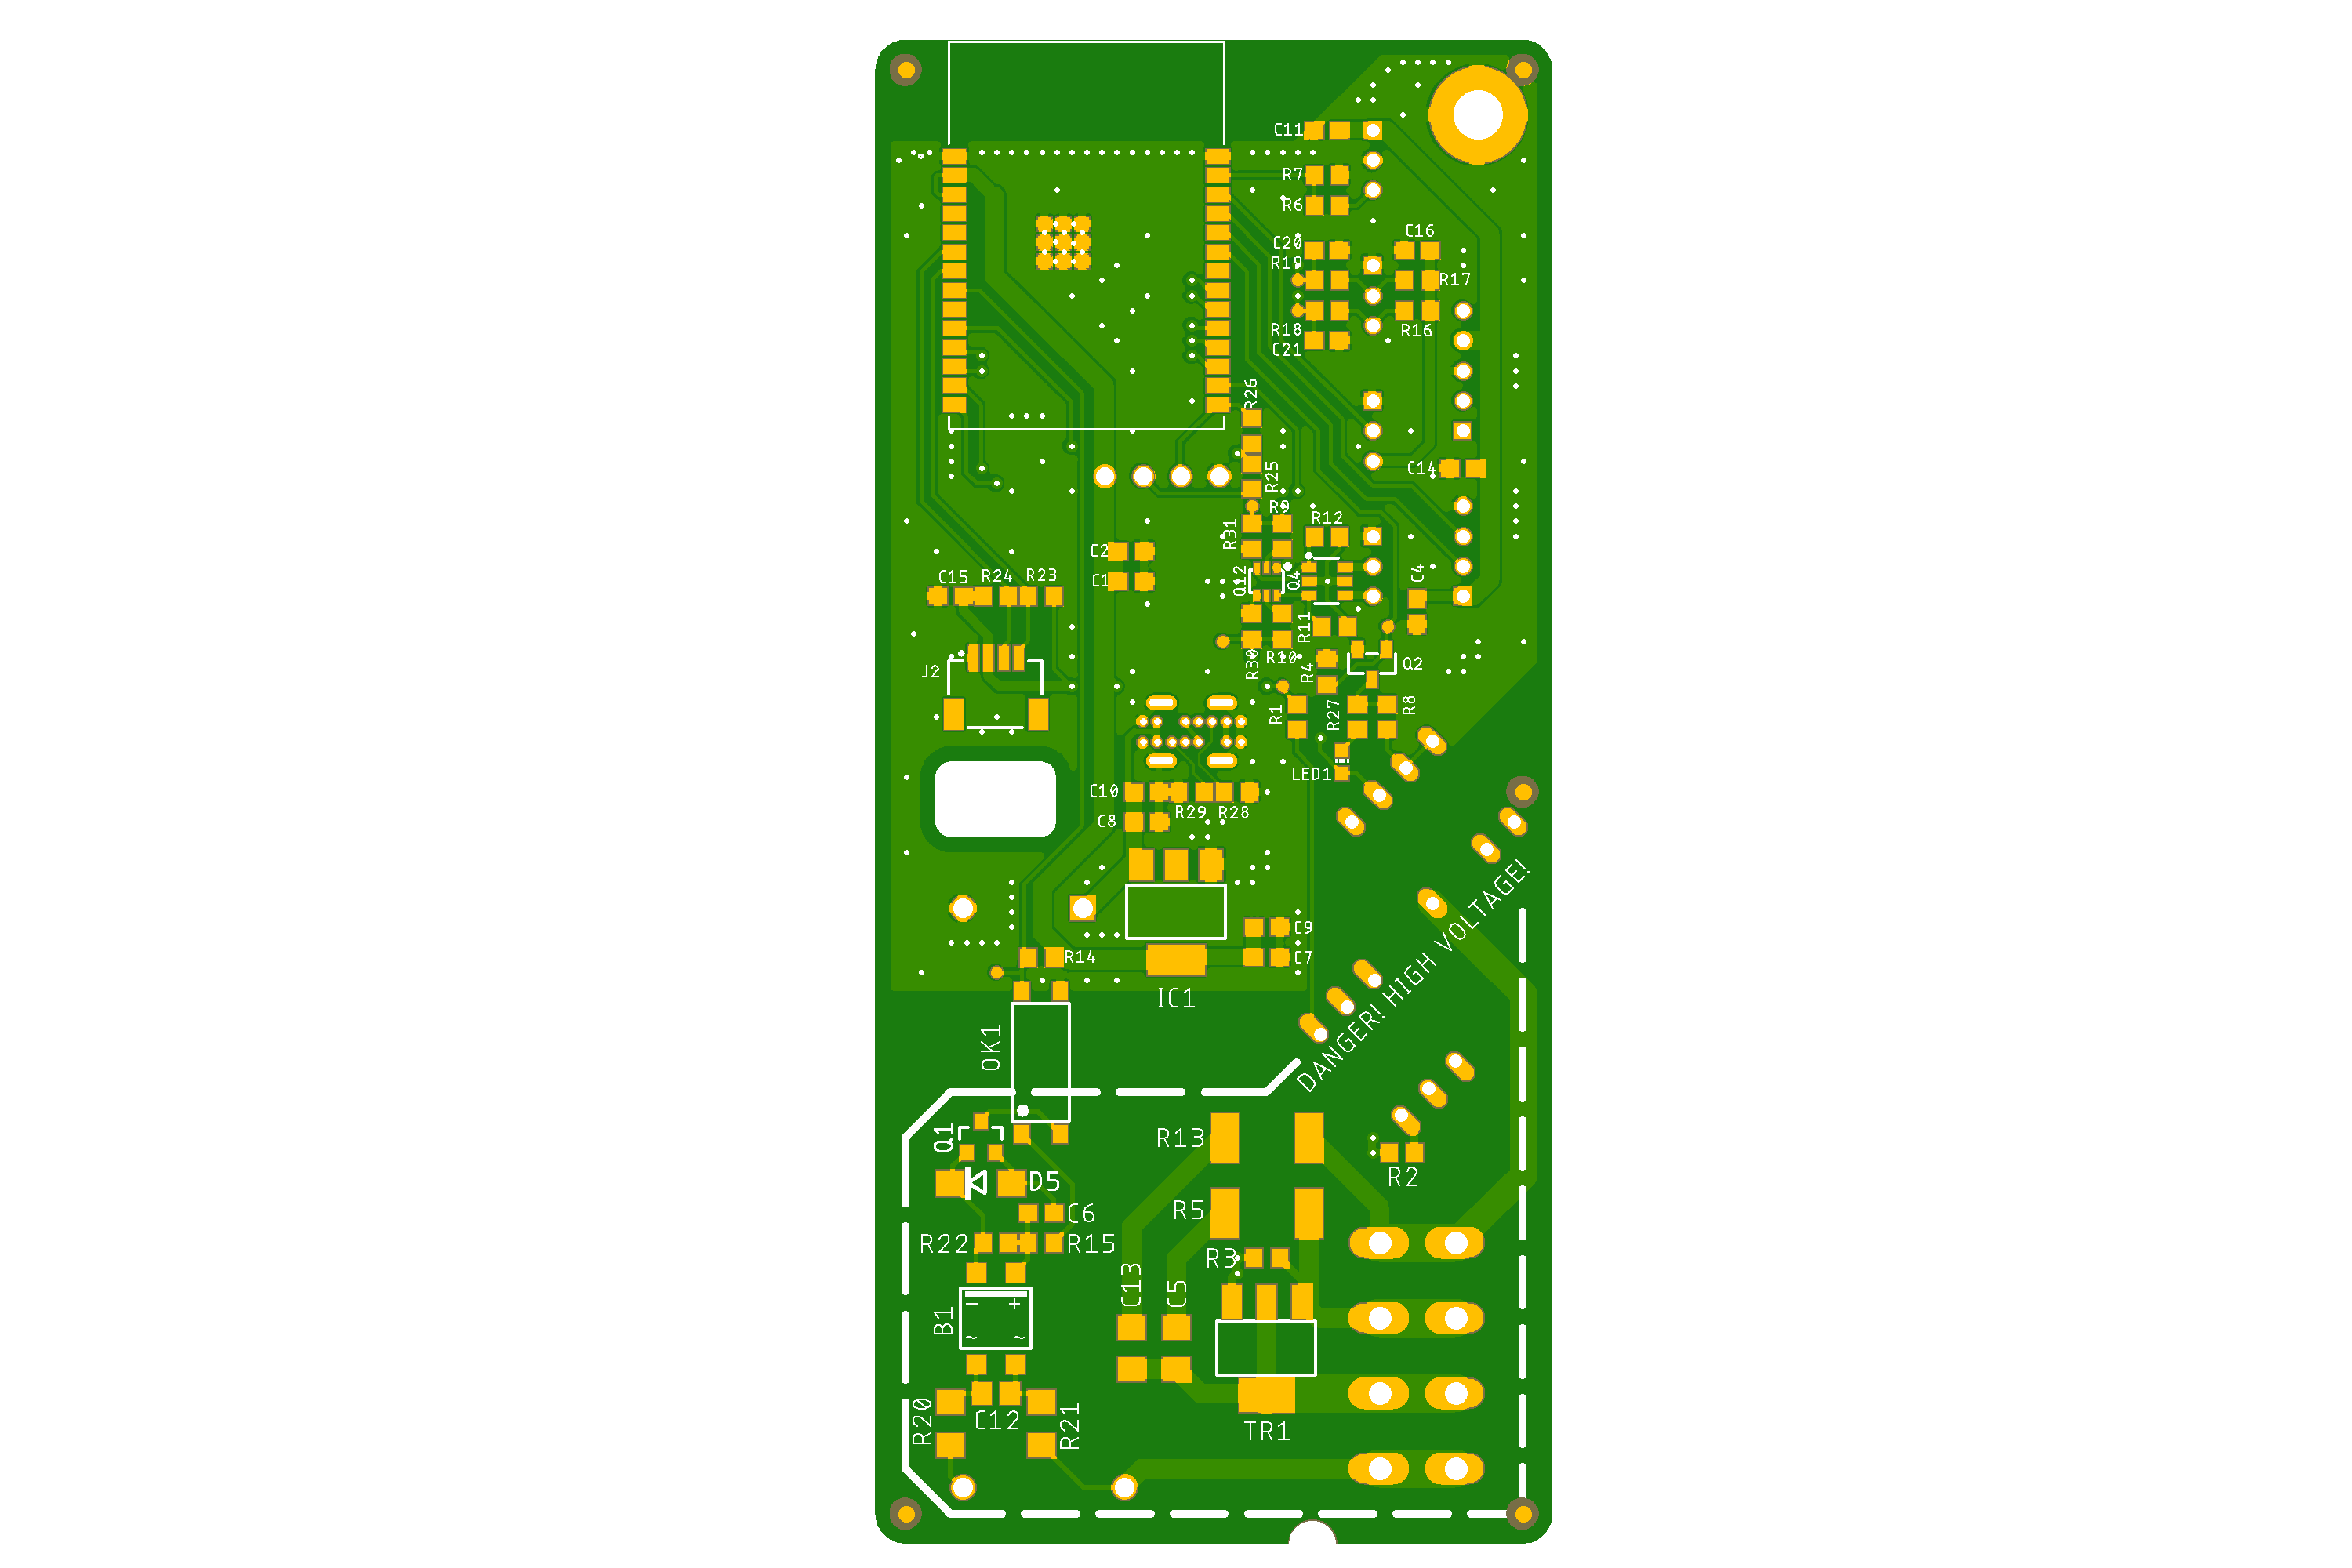 C11
R7
R6
C16
C20
R19
R17
R18
R16
C21
R26
C14
R25
R9
R12
R31
C2
C1
C15
R24
R23
Q12
Q4
C4
R11
R10
R30
R4
Q2
J2
R1
R27
R8
LED1
C10
R29
R28
C8
DANGER! HIGH VOLTAGE!
C9
R14
C7
IC1
OK1
Q1
R13
D5
R2
C6
R5
R22
R15
R3
C13
C5
− +
B1
~ ~
R20
C12
R21
TR1